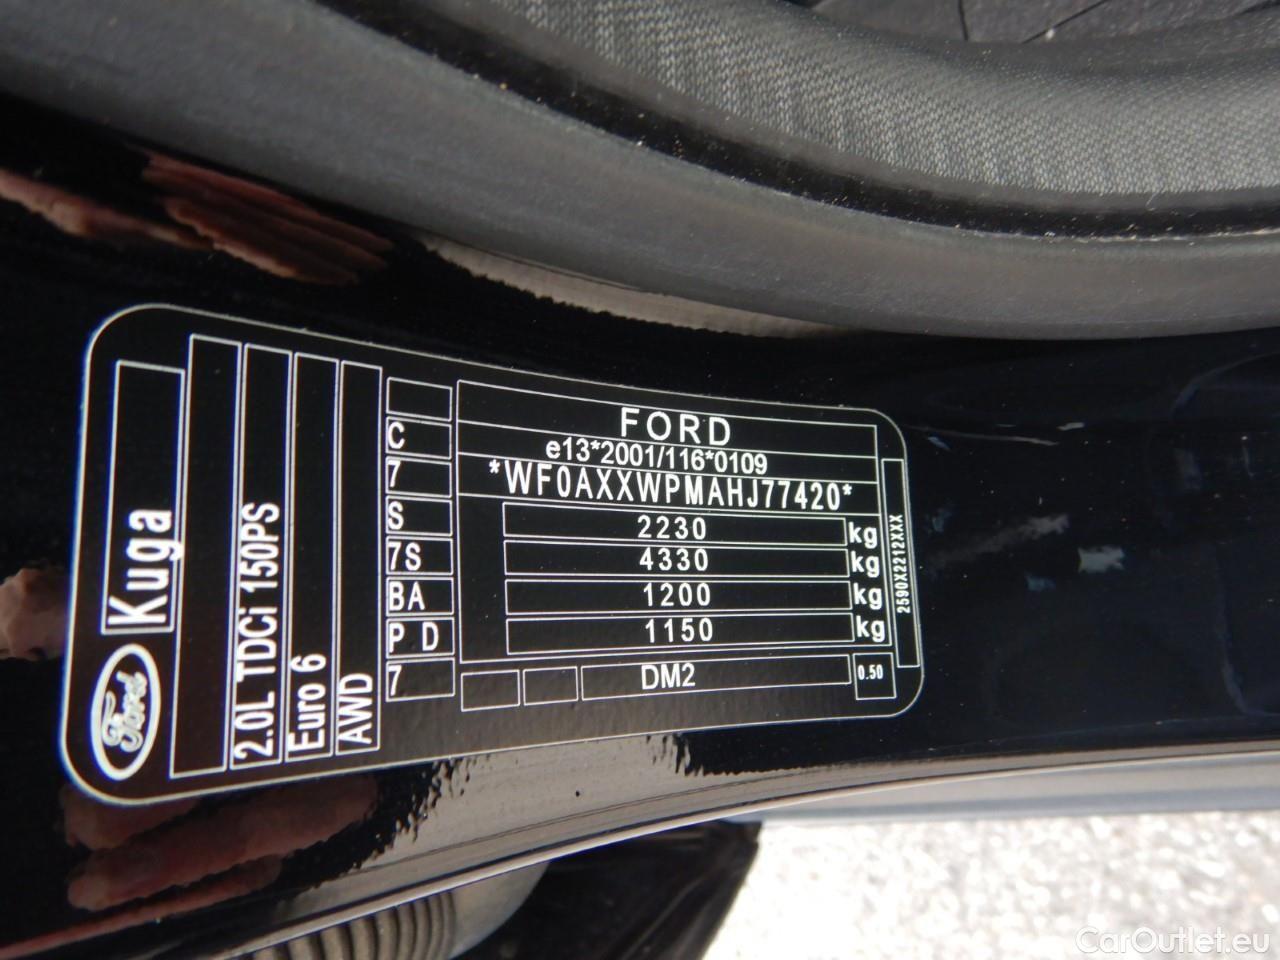 Ford
Kuga
2.0L TDCi 150PS
Euro 6
AWD
C
7
S
7S
BA
P D
7
FORD
e13*2001/116*0109
*WF0AXXWPMAHJ77420*
2230 kg
4330 kg
1200 kg
1150 kg
DM2
0.50
2590X2212XXX
CarOutlet.eu